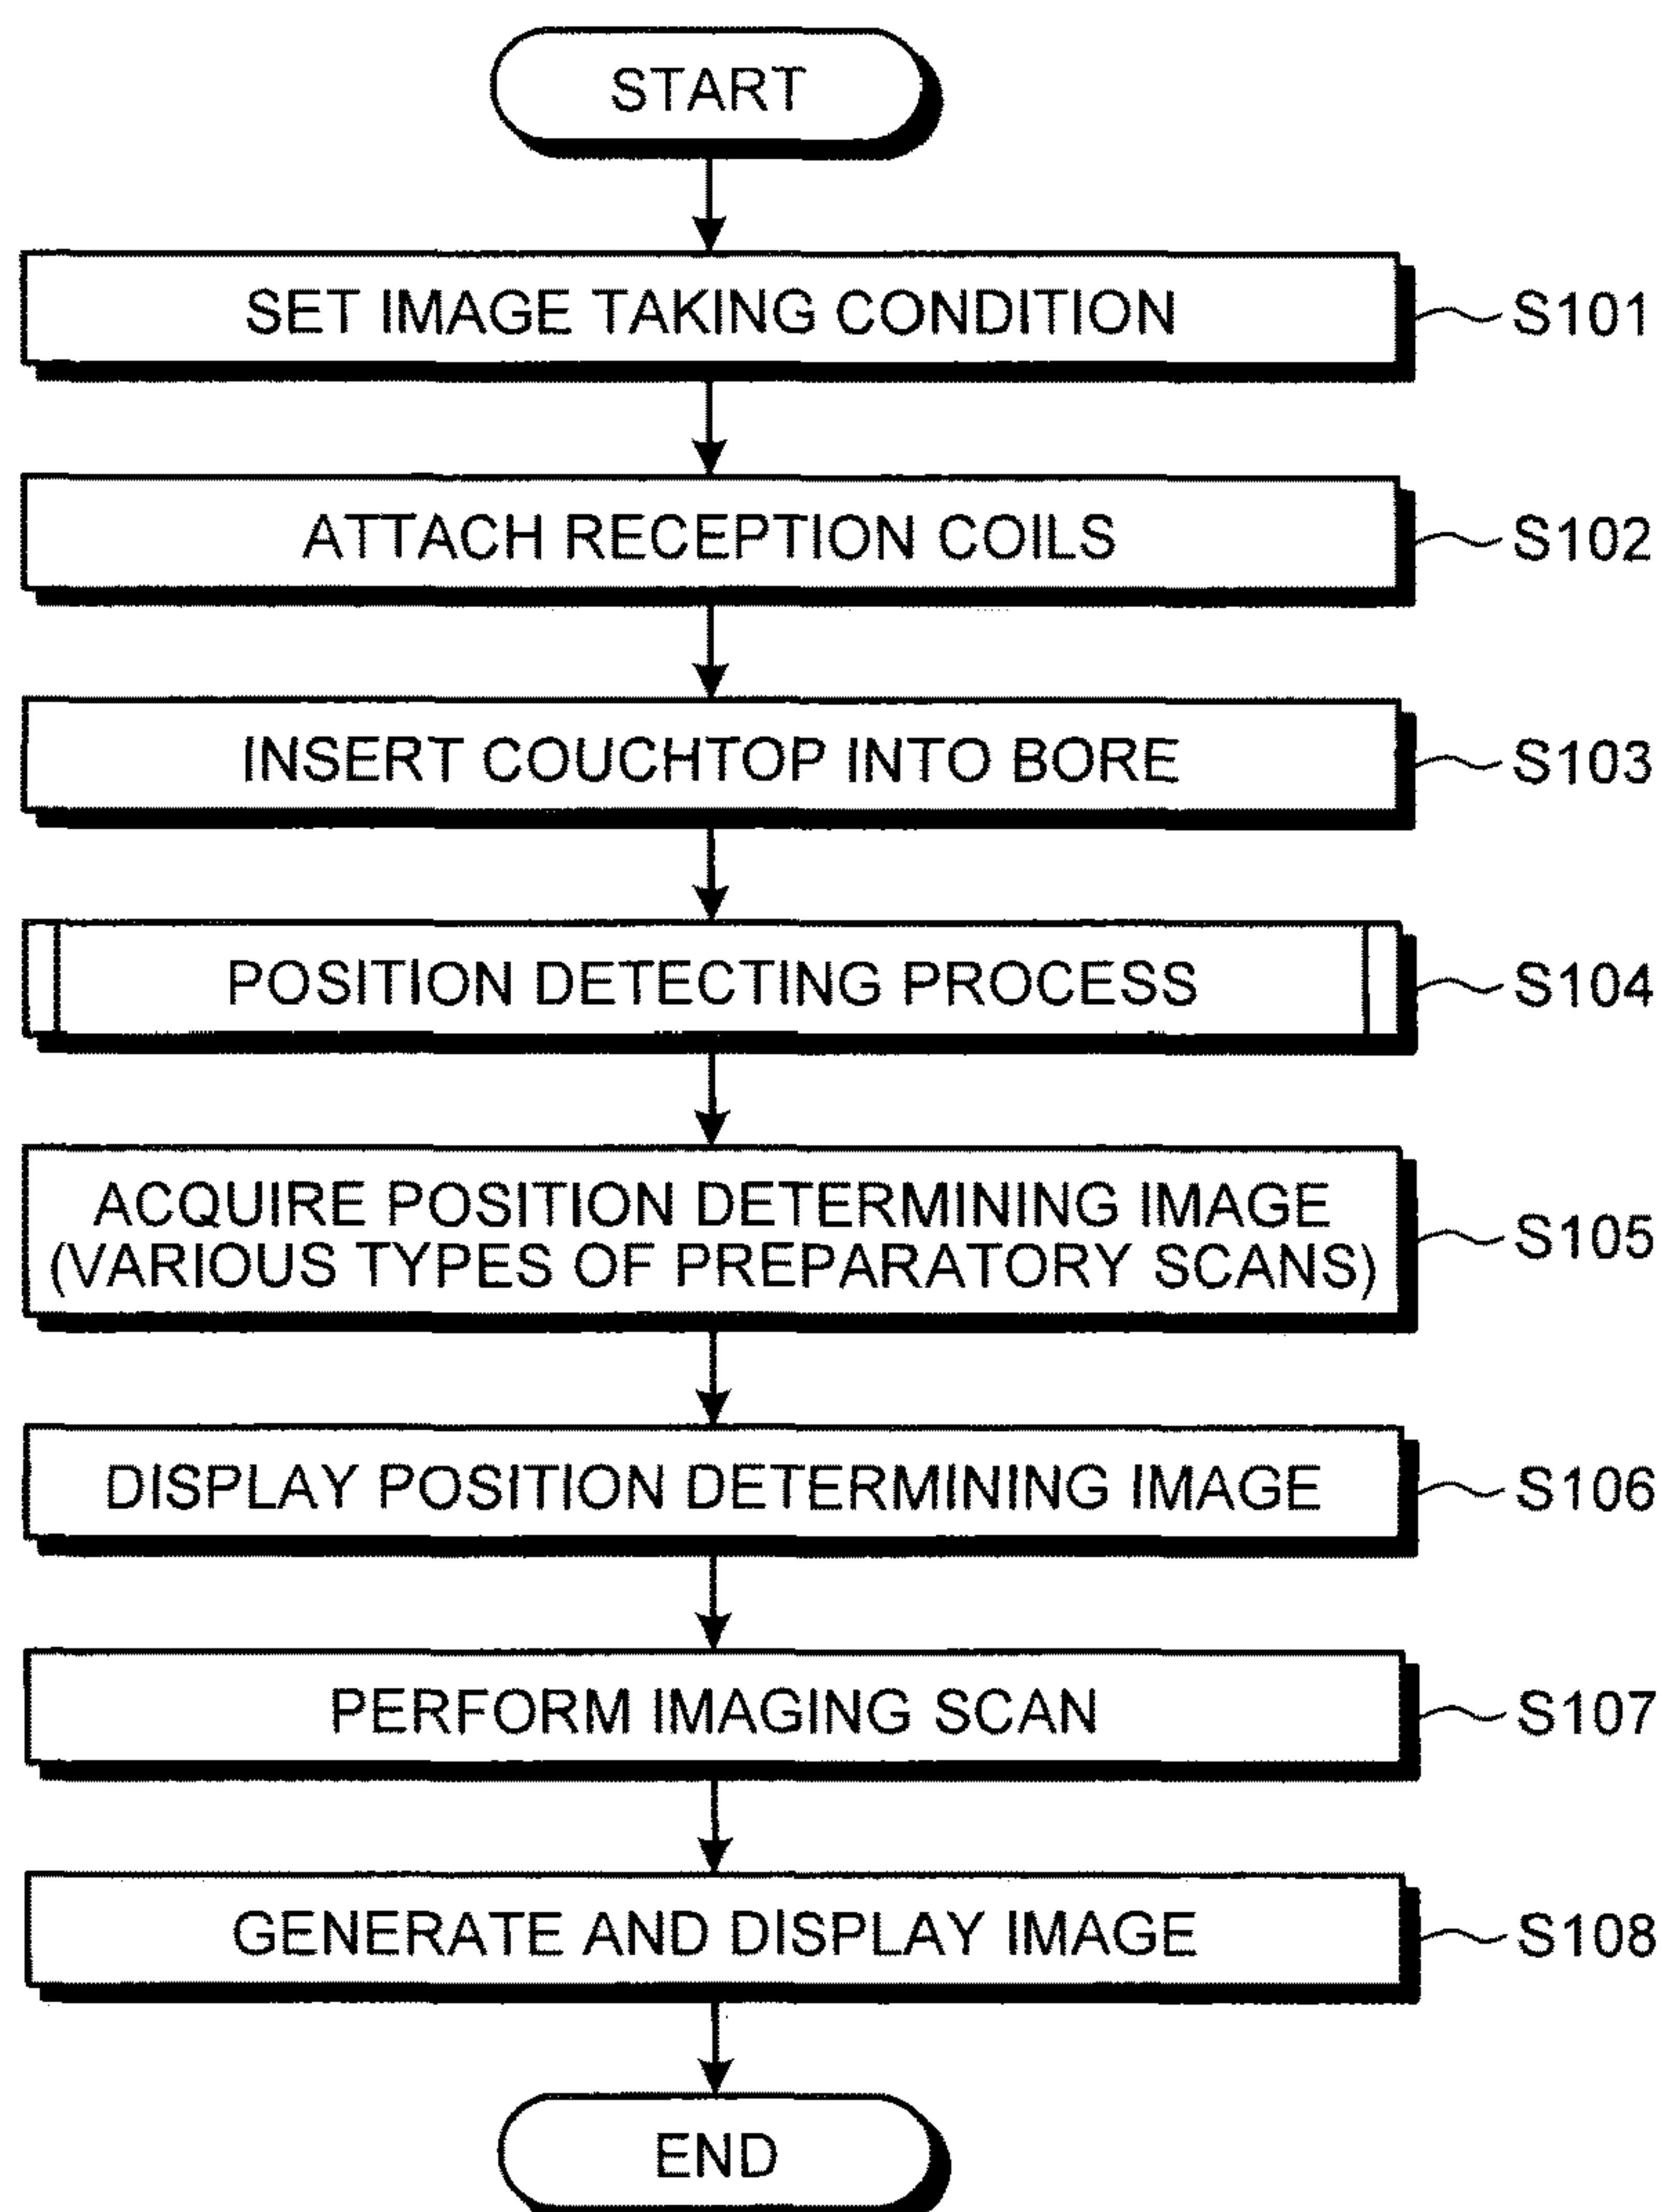 START
SET IMAGE TAKING CONDITION
S101
ATTACH RECEPTION COILS
S102
INSERT COUCHTOP INTO BORE
S103
POSITION DETECTING PROCESS
S104
ACQUIRE POSITION DETERMINING IMAGE
(VARIOUS TYPES OF PREPARATORY SCANS)
S105
DISPLAY POSITION DETERMINING IMAGE
S106
PERFORM IMAGING SCAN
S107
GENERATE AND DISPLAY IMAGE
S108
END